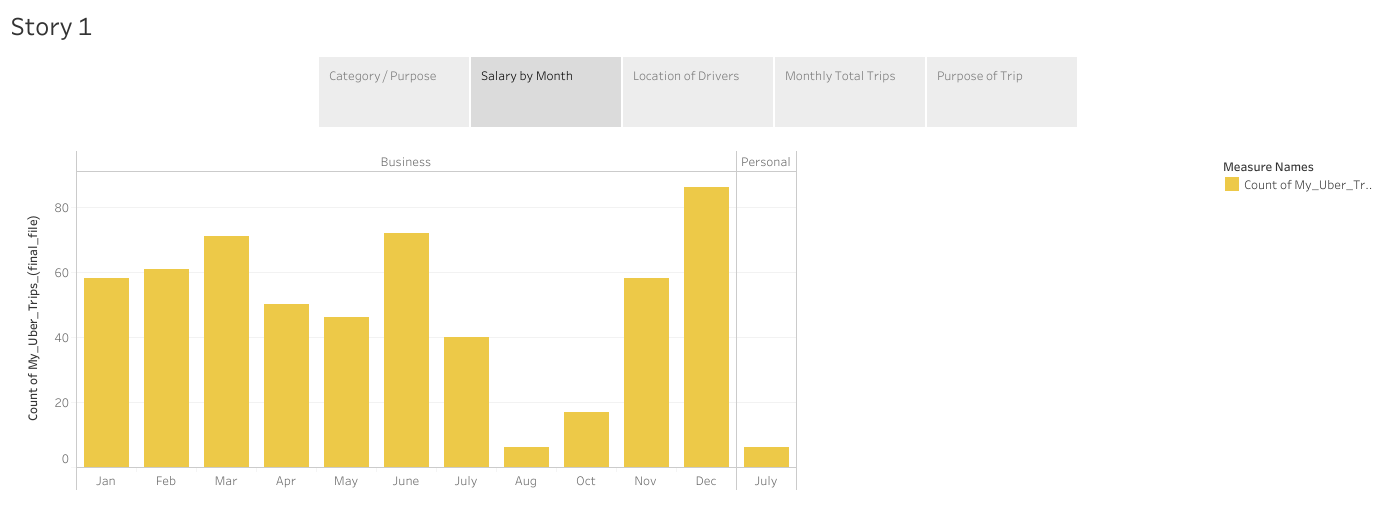 Story 1
Category / Purpose
Salary by Month
Location of Drivers
Monthly Total Trips
Purpose of Trip
Business
Personal
Measure Names
Count of My_Uber_Tr..
Count of My_Uber_Trips_(final_file)
80
60
40
20
0
Jan Feb Mar Apr May June July Aug Oct Nov Dec July